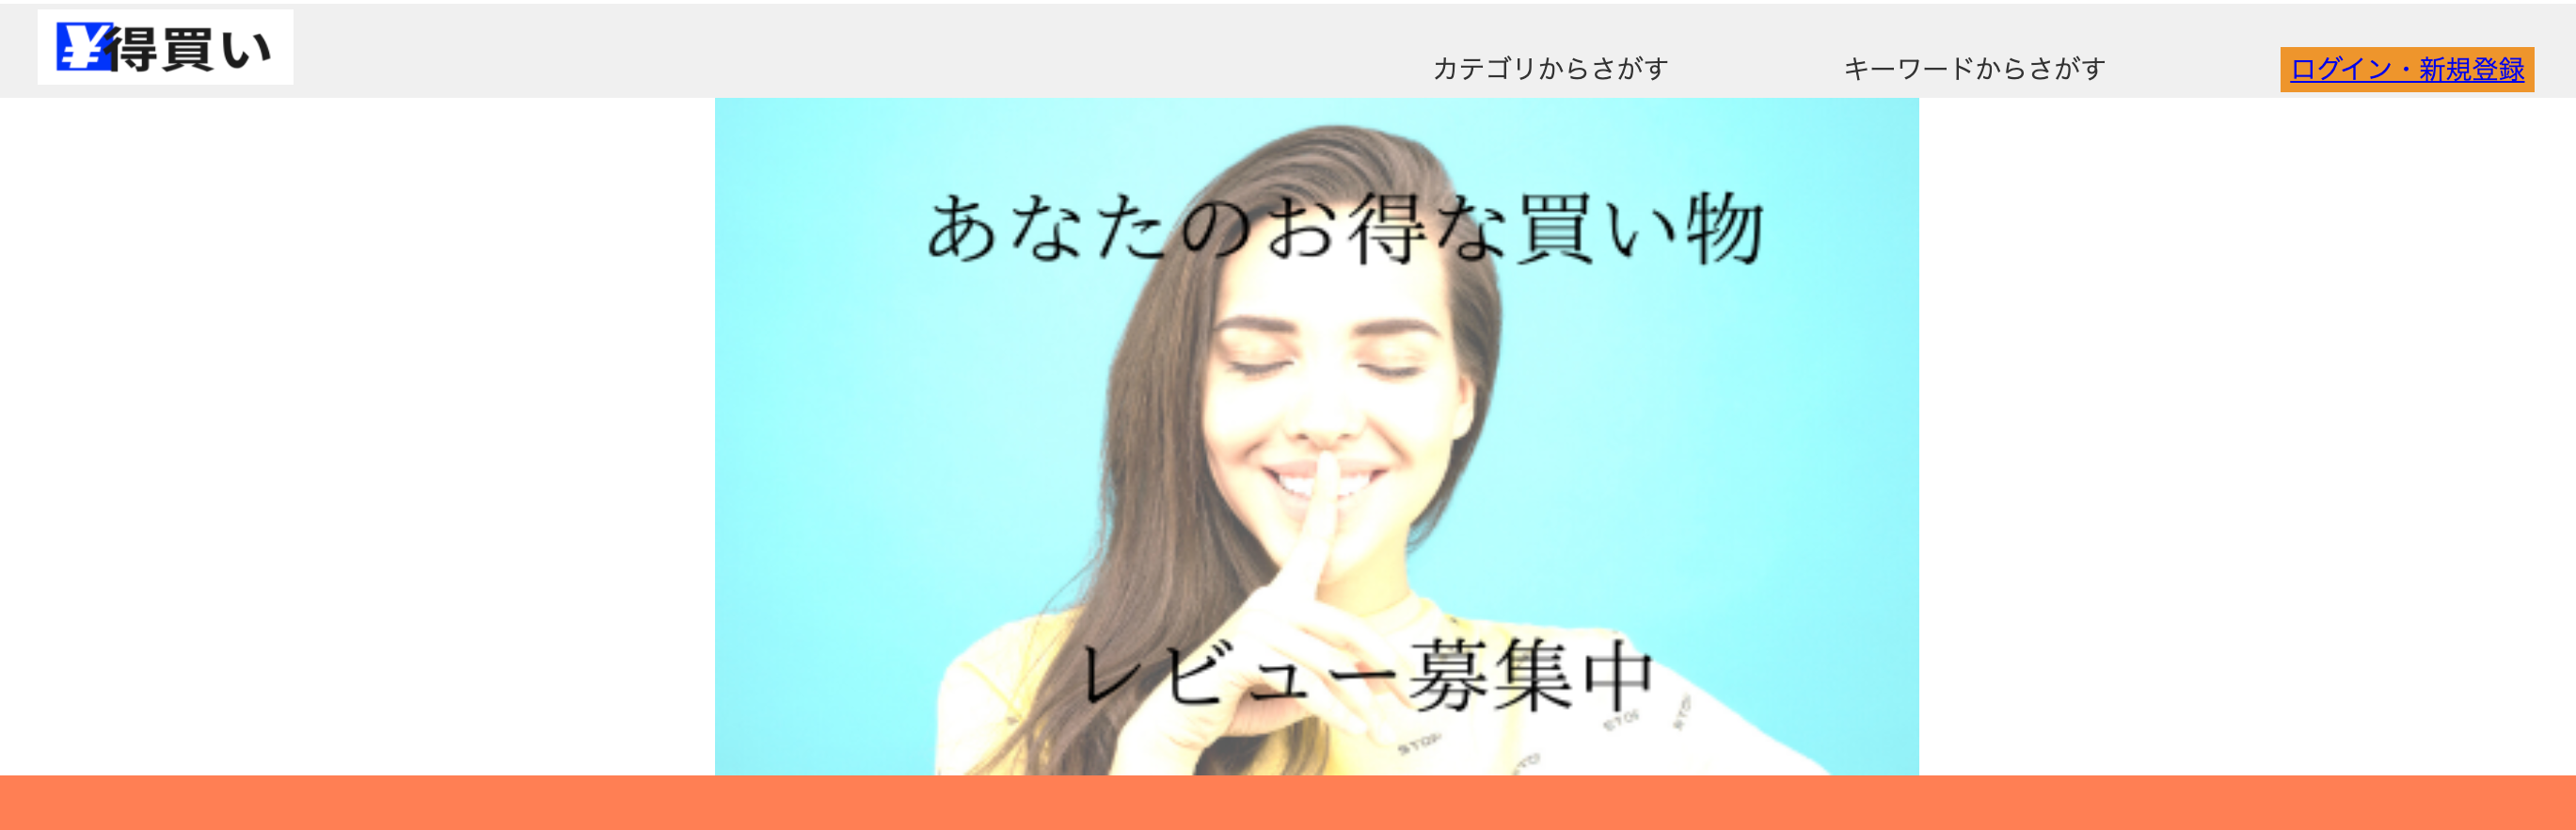 ¥得買い
カテゴリからさがす
キーワードからさがす
ログイン・新規登録
あなたのお得な買い物
レビュー募集中
STOP